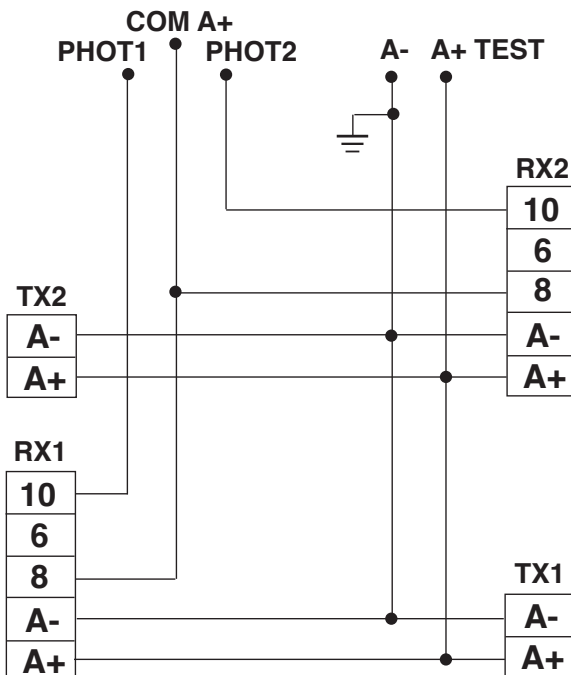 COM A+
PHOT1
PHOT2
A-
A+ TEST
RX2
10
6
8
A-
A+
TX2
A-
A+
RX1
10
6
8
A-
A+
TX1
A-
A+